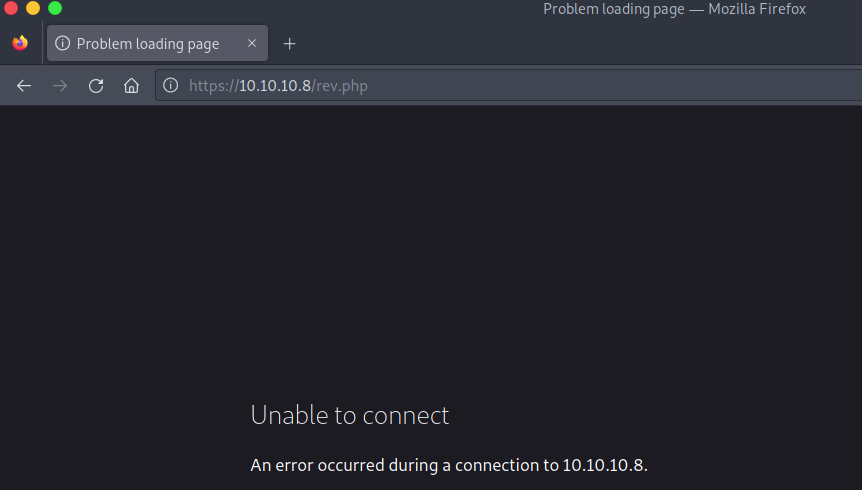 Problem loading page — Mozilla Firefox
Problem loading page
https://10.10.10.8/rev.php
Unable to connect
An error occurred during a connection to 10.10.10.8.